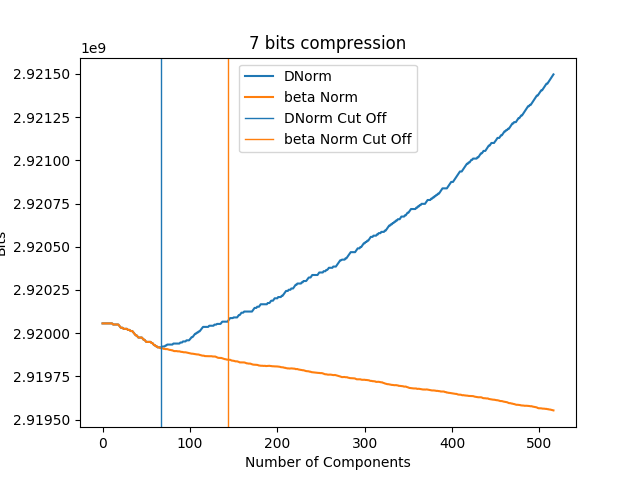 7 bits compression
1e9
2.92150
2.92125
2.92100
2.92075
2.92050
2.92025
2.92000
2.91975
2.91950
Bits
DNorm
beta Norm
DNorm Cut Off
beta Norm Cut Off
0 100 200 300 400 500
Number of Components